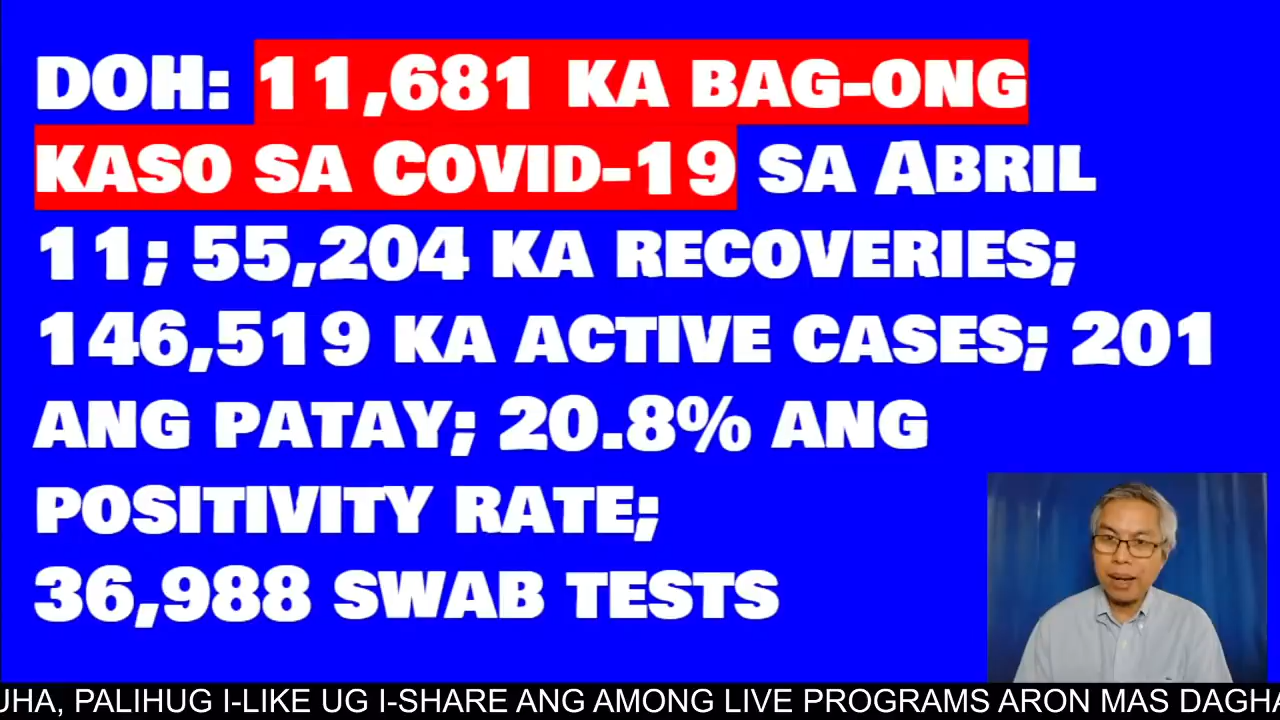 DOH: 11,681 KA BAG-ONG
KASO SA COVID-19 SA ABRIL
11; 55,204 KA RECOVERIES;
146,519 KA ACTIVE CASES; 201
ANG PATAY; 20.8% ANG
POSITIVITY RATE;
36,988 SWAB TESTS
PALIHUG I-LIKE UG I-SHARE ANG AMONG LIVE PROGRAMS ARON MAS